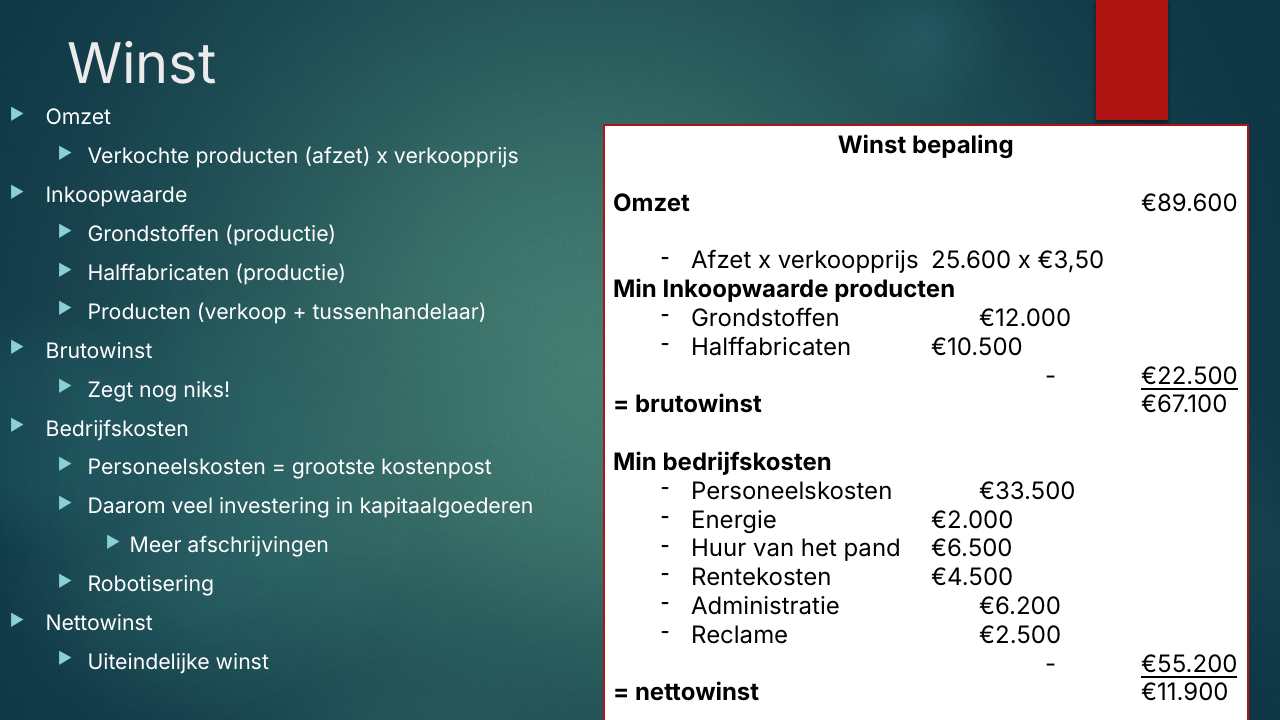 Winst
Omzet
Verkochte producten (afzet) x verkoopprijs
Inkoopwaarde
Grondstoffen (productie)
Halffabricaten (productie)
Producten (verkoop + tussenhandelaar)
Brutowinst
Zegt nog niks!
Bedrijfskosten
Personeelskosten = grootste kostenpost
Daarom veel investering in kapitaalgoederen
Meer afschrijvingen
Robotisering
Nettowinst
Uiteindelijke winst
Winst bepaling
Omzet €89.600
- Afzet x verkoopprijs 25.600 x €3,50
Min Inkoopwaarde producten
- Grondstoffen €12.000
- Halffabricaten €10.500
- €22.500
= brutowinst €67.100
Min bedrijfskosten
- Personeelskosten €33.500
- Energie €2.000
- Huur van het pand €6.500
- Rentekosten €4.500
- Administratie €6.200
- Reclame €2.500
- €55.200
= nettowinst €11.900